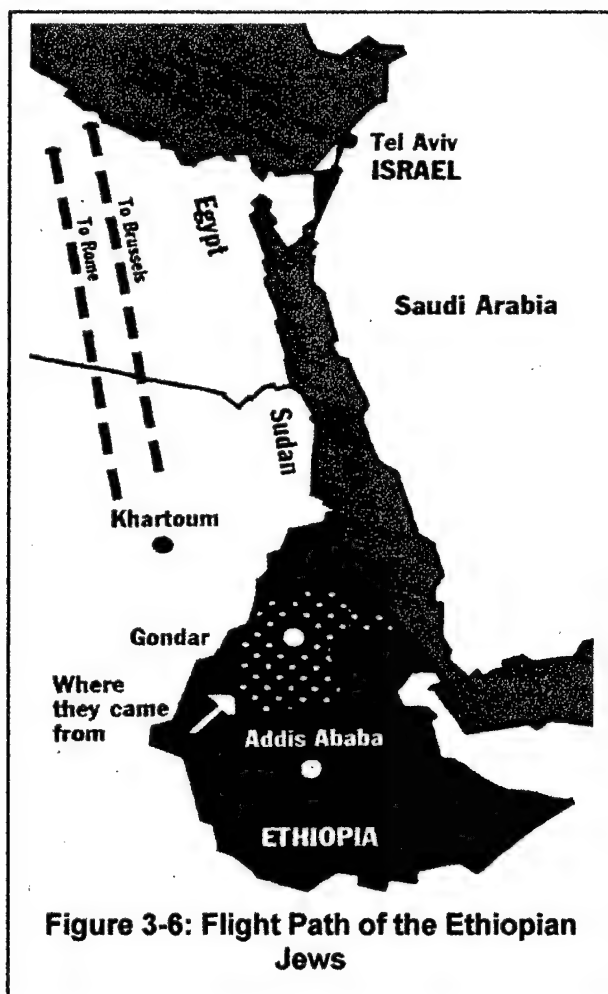 Tel Aviv
ISRAEL
Egypt
To Brussels
To Rome
Saudi Arabia
Sudan
Khartoum
Gondar
Where
they came
from
Addis Ababa
ETHIOPIA
Figure 3-6: Flight Path of the Ethiopian
Jews